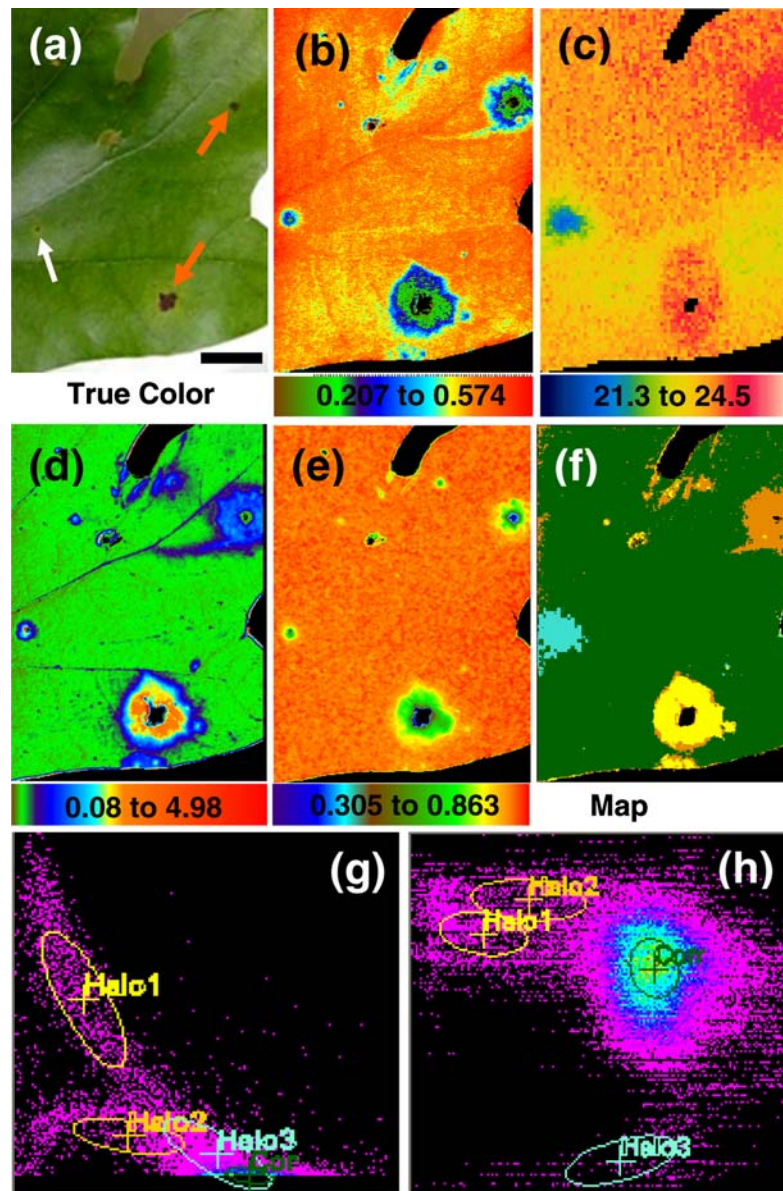 (a)
(b)
(c)
True Color
0.207 to 0.574
21.3 to 24.5
(d)
(e)
(f)
0.08 to 4.98
0.305 to 0.863
Map
(g)
(h)
Halo1
Halo2
Halo3
Cor
Halo2
Halo1
Halo3